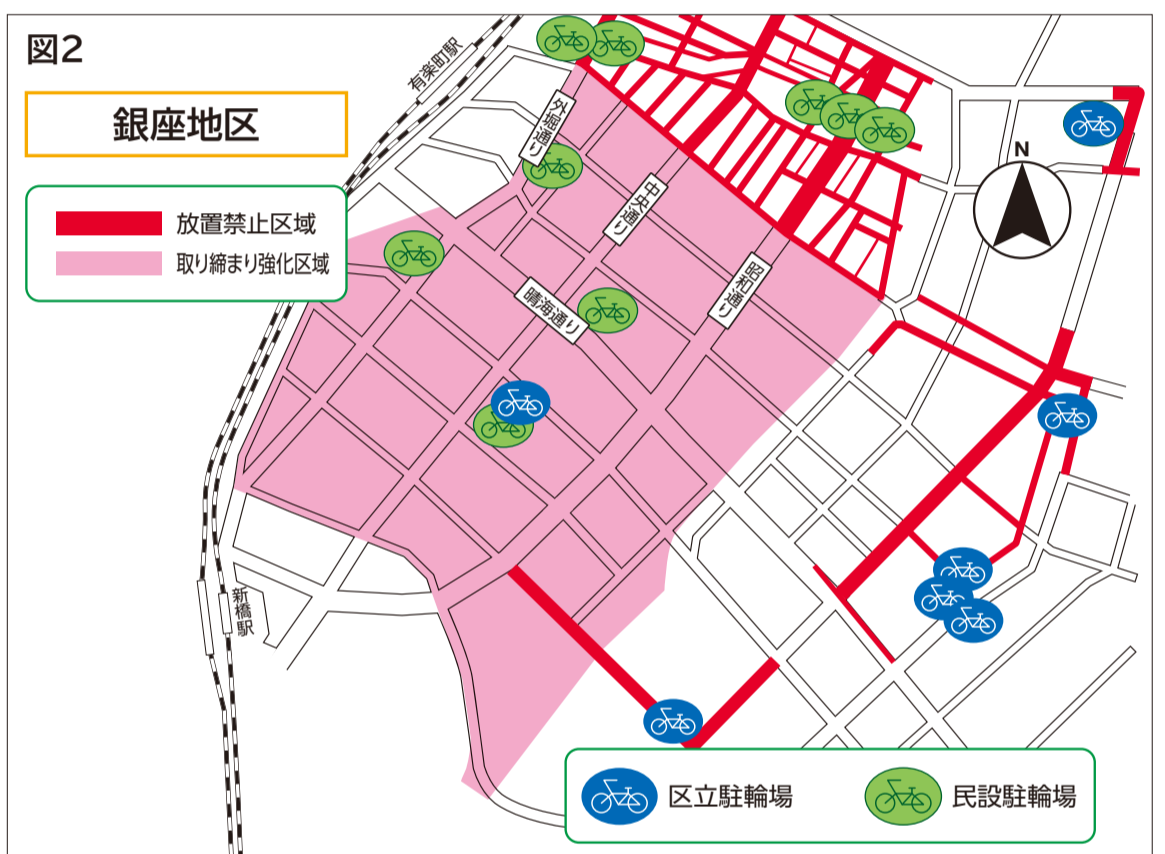 図2
銀座地区
放置禁止区域
取り締まり強化区域
有楽町駅
外堀通り
中央通り
昭和通り
晴海通り
N
新橋駅
区立駐輪場
民設駐輪場